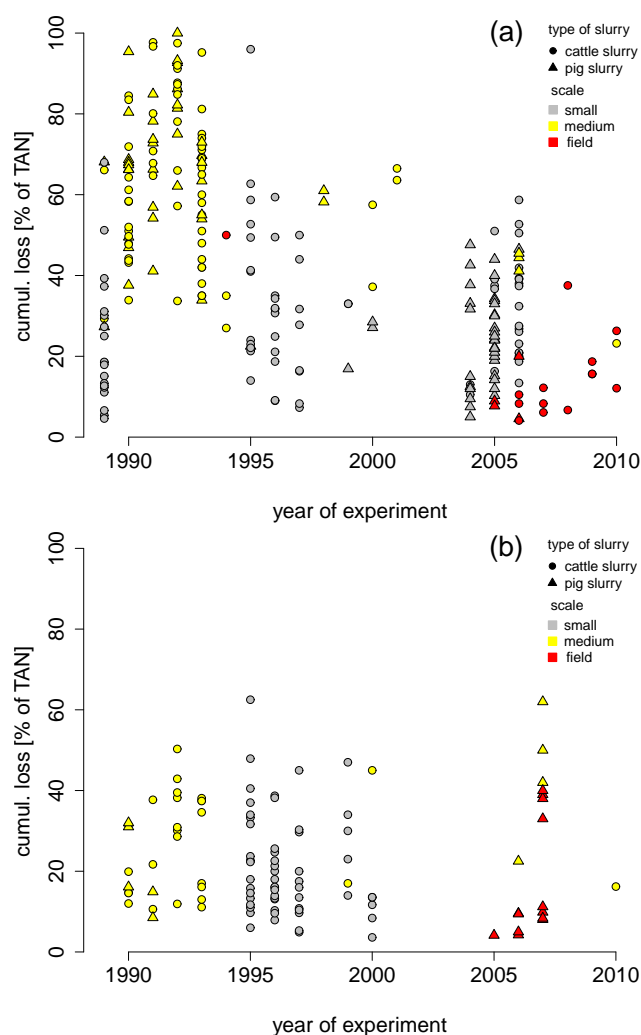 (a)
type of slurry
cattle slurry
pig slurry
scale
small
medium
field
cumul. loss [% of TAN]
100
80
60
40
20
0
1990 1995 2000 2005 2010
year of experiment
(b)
type of slurry
cattle slurry
pig slurry
scale
small
medium
field
cumul. loss [% of TAN]
100
80
60
40
20
0
1990 1995 2000 2005 2010
year of experiment